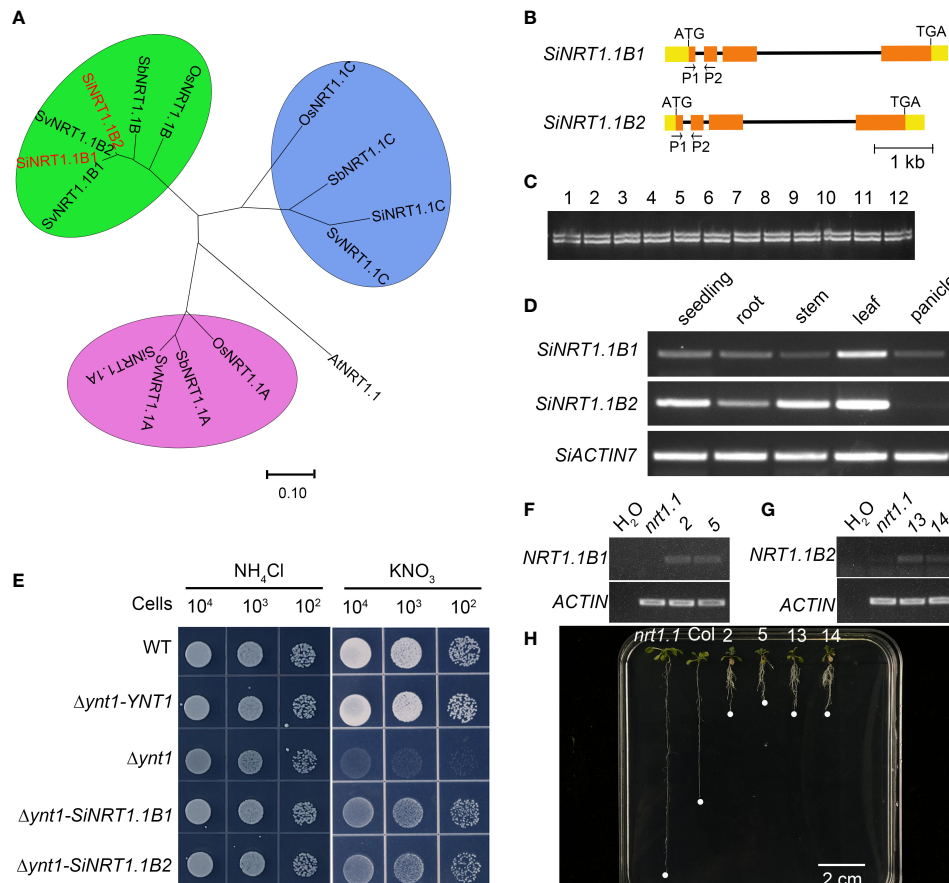 A
SiNRT1.1B2
SbNRT1.1B
OsNRT1.1B
SvNRT1.1B2
SiNRT1.1B1
SvNRT1.1B1
OsNRT1.1C
SbNRT1.1C
SiNRT1.1C
SvNRT1.1C
SiNRT1.1A
SvNRT1.1A
SbNRT1.1A
OsNRT1.1A
AtNRT1.1
0.10
B
SiNRT1.1B1
ATG
TGA
P1
P2
SiNRT1.1B2
ATG
TGA
P1
P2
1 kb
C
1 2 3 4 5 6 7 8 9 10 11 12
D
seedling root stem leaf panicle
SiNRT1.1B1
SiNRT1.1B2
SiACTIN7
E
NH4Cl KNO3
Cells 10⁴ 10³ 10² 10⁴ 10³ 10²
WT
Δynt1-YNT1
Δynt1
Δynt1-SiNRT1.1B1
Δynt1-SiNRT1.1B2
F
H2O nrt1.1 2 5
NRT1.1B1
ACTIN
G
H2O nrt1.1 13 14
NRT1.1B2
ACTIN
H
nrt1.1 Col 2 5 13 14
2 cm